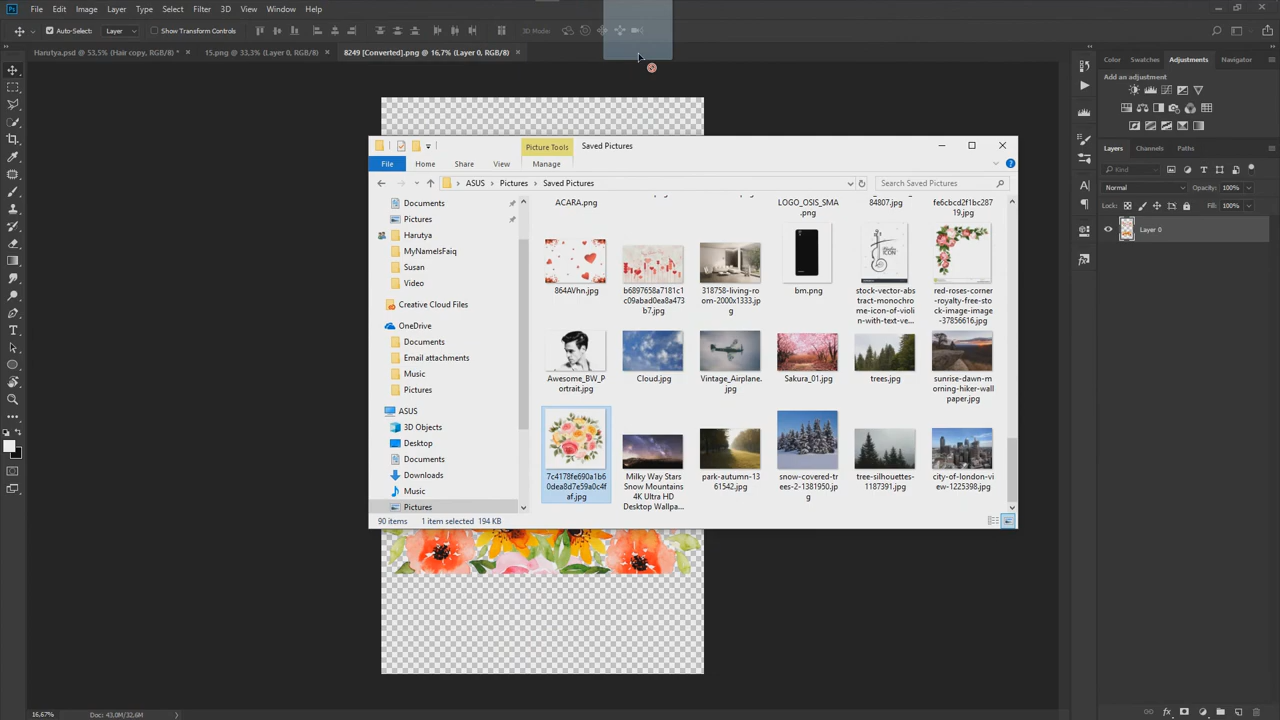 Ps File Edit Image Layer Type Select Filter 3D View Window Help
Auto-Select: Layer Show Transform Controls 3D Mode:
Harutya.psd @ 53,5% (Hair copy, RGB/8) * × 15.png @ 33,3% (Layer 0, RGB/8) × 8249 [Converted].png @ 16,7% (Layer 0, RGB/8) ×
Color Swatches Adjustments Navigator
Add an adjustment
Layers Channels Paths
Kind
Normal Opacity: 100%
Lock: Fill: 100%
Layer 0
Picture Tools Saved Pictures
File Home Share View Manage
ASUS Pictures Saved Pictures
Search Saved Pictures
Documents
Pictures
Harutya
MyNameIsFaiq
Susan
Video
Creative Cloud Files
OneDrive
Documents
Email attachments
Music
Pictures
ASUS
3D Objects
Desktop
Documents
Downloads
Music
Pictures
ACARA.png
LOGO_OSIS_SMA
.png
84807.jpg
fe6cbcd2f1bc287
19.jpg
864AVhn.jpg
b6897658a7181c1
c09abad0ea8a473
b7.jpg
318758-living-ro
om-2000x1333.jp
g
bm.png
ICON
stock-vector-abs
tract-monochro
me-icon-of-violi
n-with-text-ve...
red-roses-corner
-royalty-free-sto
ck-image-image
-37856616.jpg
Awesome_BW_P
ortrait.jpg
Cloud.jpg
Vintage_Airplane.
jpg
Sakura_01.jpg
trees.jpg
sunrise-dawn-m
orning-hiker-wall
paper.jpg
7c4178fe690a1b6
0dea8d7e59a0c4f
af.jpg
Milky Way Stars
Snow Mountains
4K Ultra HD
Desktop Wallpa...
park-autumn-13
61542.jpg
snow-covered-tr
ees-2-1381950.jp
g
tree-silhouettes-
1187391.jpg
city-of-london-vi
ew-1225398.jpg
90 items 1 item selected 194 KB
16,67% Doc: 43,0M/32,6M